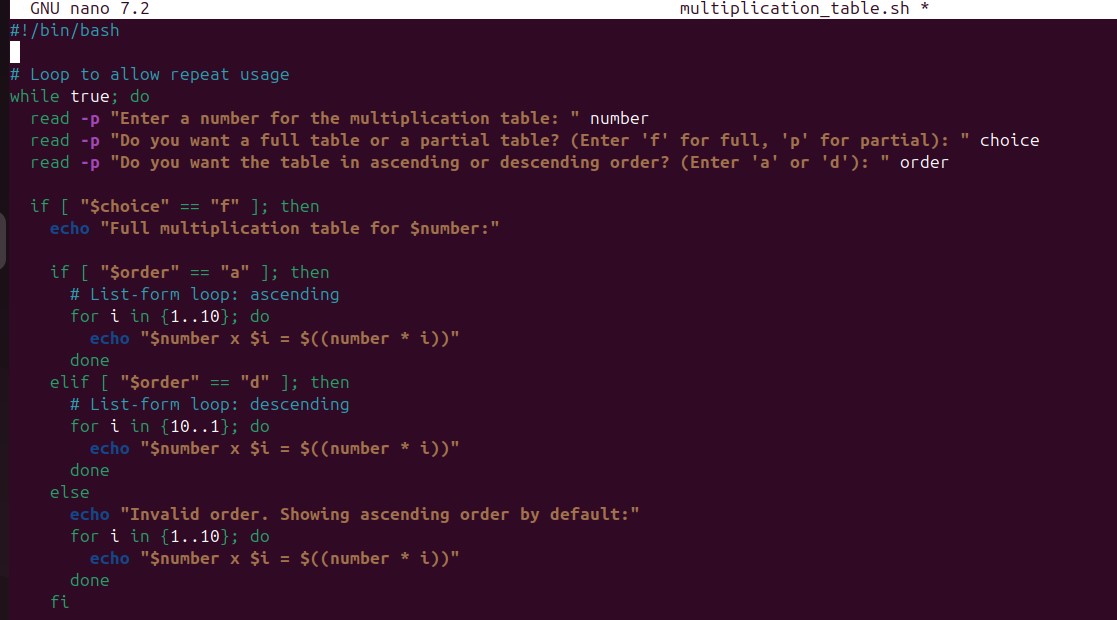 GNU nano 7.2 multiplication_table.sh *
#!/bin/bash
# Loop to allow repeat usage
while true; do
  read -p "Enter a number for the multiplication table: " number
  read -p "Do you want a full table or a partial table? (Enter 'f' for full, 'p' for partial): " choice
  read -p "Do you want the table in ascending or descending order? (Enter 'a' or 'd'): " order
  if [ "$choice" == "f" ]; then
    echo "Full multiplication table for $number:"
    if [ "$order" == "a" ]; then
      # List-form loop: ascending
      for i in {1..10}; do
        echo "$number x $i = $((number * i))"
      done
    elif [ "$order" == "d" ]; then
      # List-form loop: descending
      for i in {10..1}; do
        echo "$number x $i = $((number * i))"
      done
    else
      echo "Invalid order. Showing ascending order by default:"
      for i in {1..10}; do
        echo "$number x $i = $((number * i))"
      done
    fi